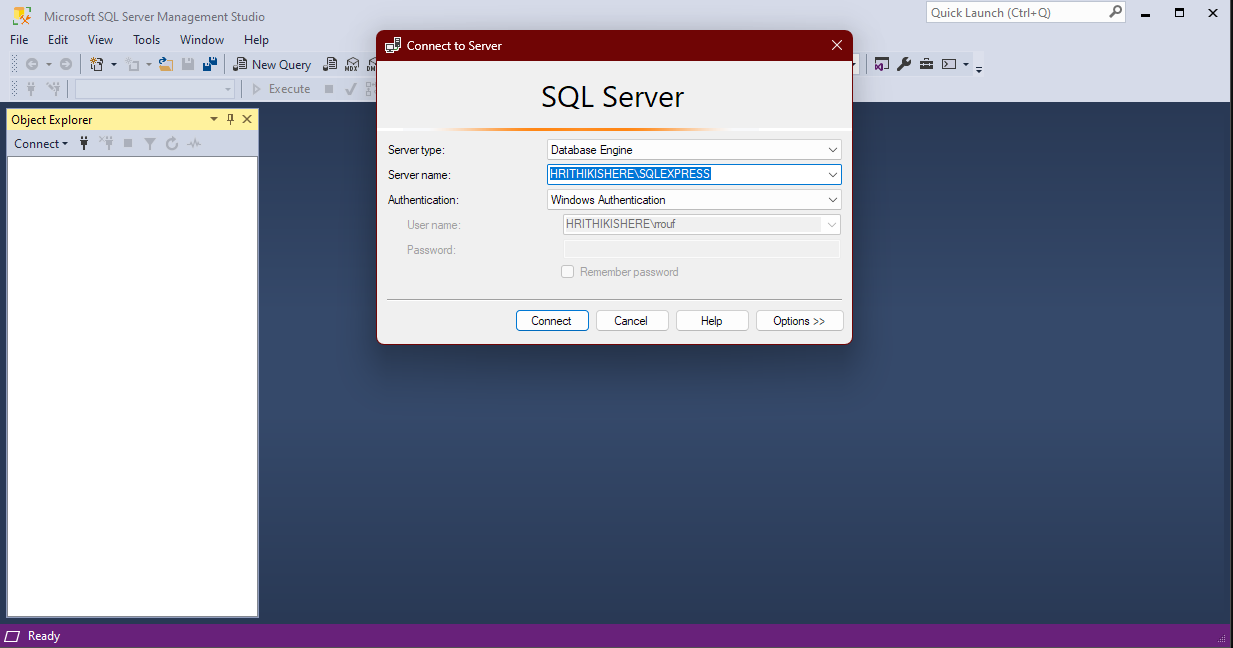 Microsoft SQL Server Management Studio
Quick Launch (Ctrl+Q)
File Edit View Tools Window Help
New Query
Execute
Connect to Server
SQL Server
Object Explorer
Connect
Server type: Database Engine
Server name: HRITHIKISHERE\SQLEXPRESS
Authentication: Windows Authentication
User name: HRITHIKISHERE\rrouf
Password:
Remember password
Connect Cancel Help Options >>
Ready